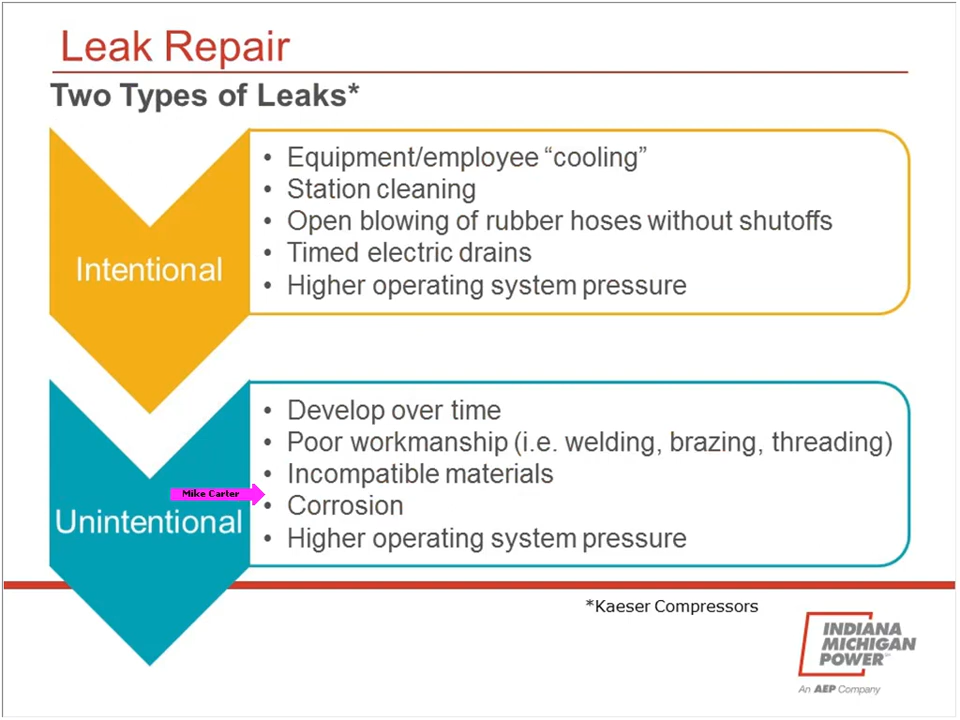 Leak Repair
Two Types of Leaks*
Intentional
• Equipment/employee “cooling”
• Station cleaning
• Open blowing of rubber hoses without shutoffs
• Timed electric drains
• Higher operating system pressure
Unintentional
• Develop over time
• Poor workmanship (i.e. welding, brazing, threading)
• Incompatible materials
• Corrosion
• Higher operating system pressure
Mike Carter
*Kaeser Compressors
INDIANA
MICHIGAN
POWER
An AEP Company